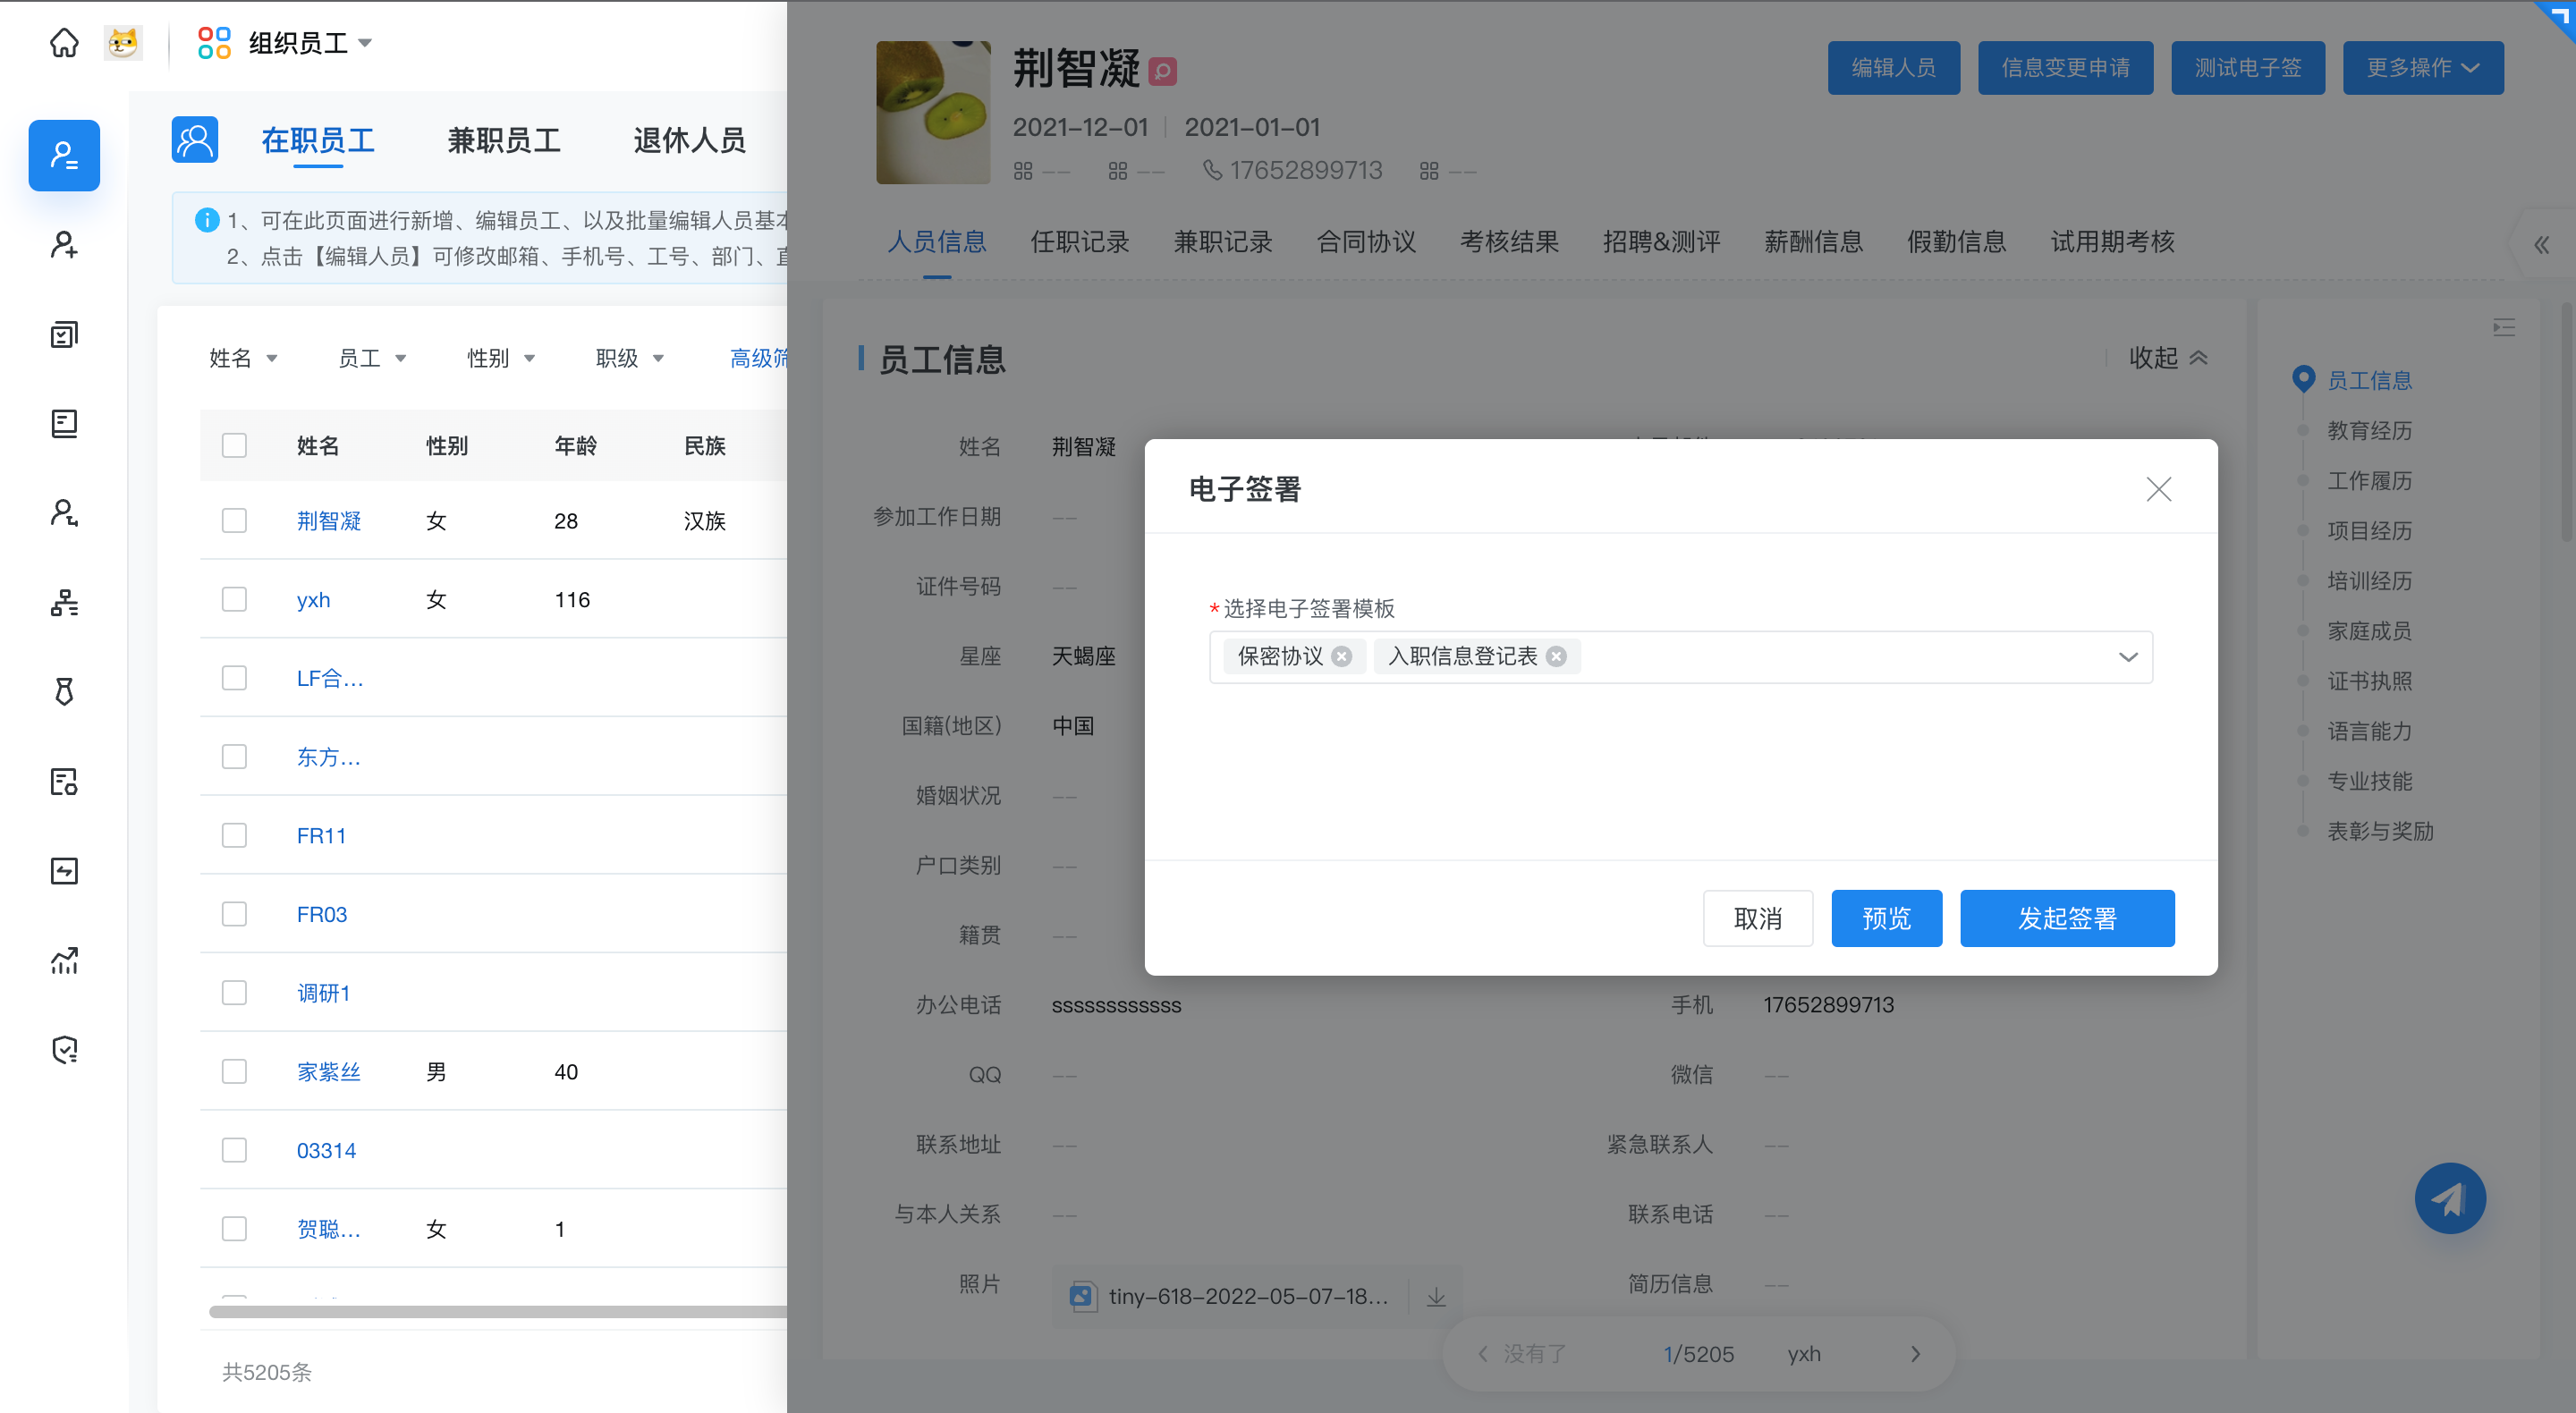 组织员工
在职员工 兼职员工 退休人员
1、可在此页面进行新增、编辑员工、以及批量编辑人员基本
2、点击【编辑人员】可修改邮箱、手机号、工号、部门、直
姓名 员工 性别 职级 高级筛
姓名 性别 年龄 民族
荆智凝 女 28 汉族
yxh 女 116
LF合...
东方...
FR11
FR03
调研1
家紫丝 男 40
03314
贺聪... 女 1
共5205条
荆智凝
编辑人员 信息变更申请 测试电子签 更多操作
2021-12-01 | 2021-01-01
-- -- 17652899713 --
人员信息 任职记录 兼职记录 合同协议 考核结果 招聘&测评 薪酬信息 假勤信息 试用期考核
员工信息 收起
姓名 荆智凝
参加工作日期 --
证件号码 --
星座 天蝎座
国籍(地区) 中国
婚姻状况 --
户口类别 --
籍贯 --
办公电话 ssssssssssss 手机 17652899713
QQ -- 微信 --
联系地址 -- 紧急联系人 --
与本人关系 -- 联系电话 --
照片 tiny-618-2022-05-07-18... 简历信息 --
没有了 1/5205 yxh
员工信息
教育经历
工作履历
项目经历
培训经历
家庭成员
证书执照
语言能力
专业技能
表彰与奖励
电子签署
*选择电子签署模板
保密协议 入职信息登记表
取消 预览 发起签署